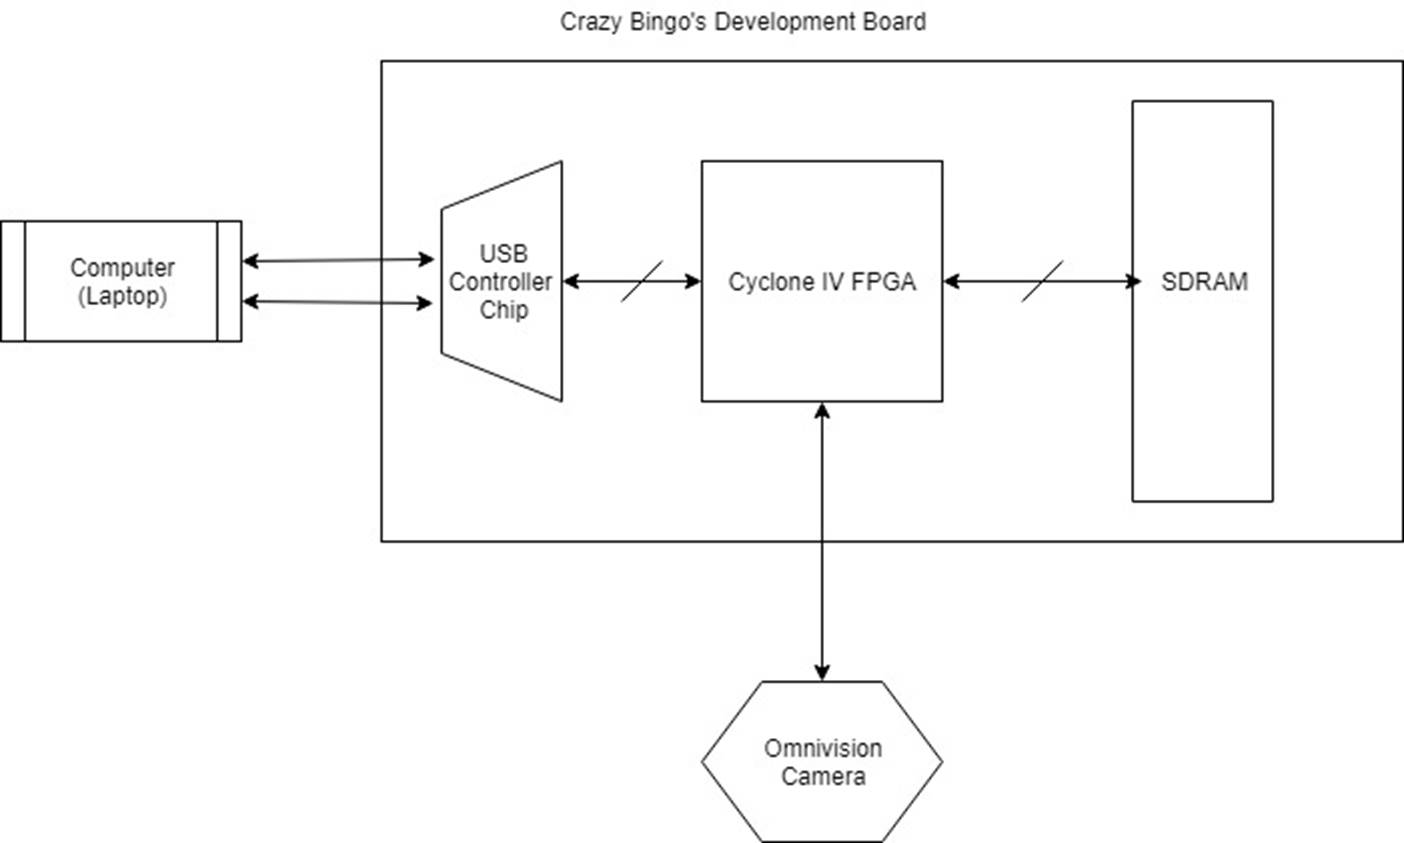 Crazy Bingo's Development Board
Computer
(Laptop)
USB
Controller
Chip
Cyclone IV FPGA
SDRAM
Omnivision
Camera